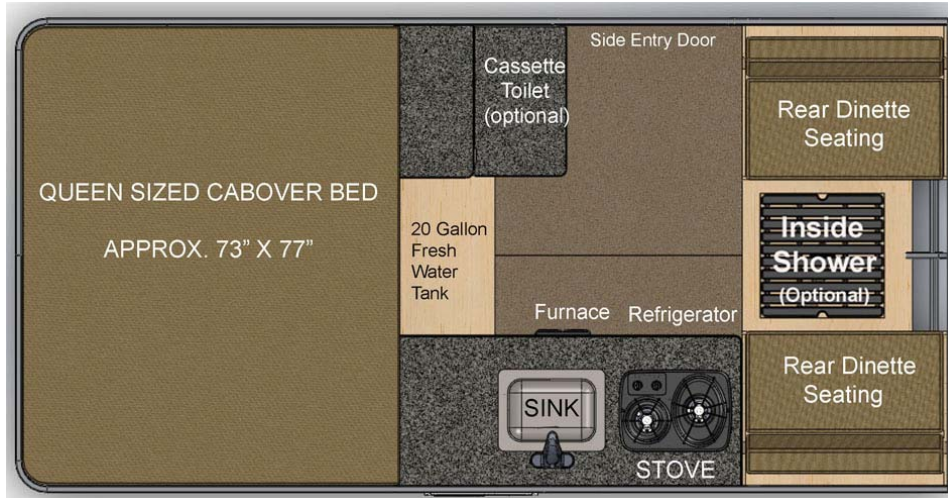 Side Entry Door
Cassette
Toilet
(optional)
Rear Dinette
Seating
QUEEN SIZED CABOVER BED
APPROX. 73” X 77”
20 Gallon
Fresh
Water
Tank
Inside
Shower
(Optional)
Furnace
Refrigerator
Rear Dinette
Seating
SINK
STOVE